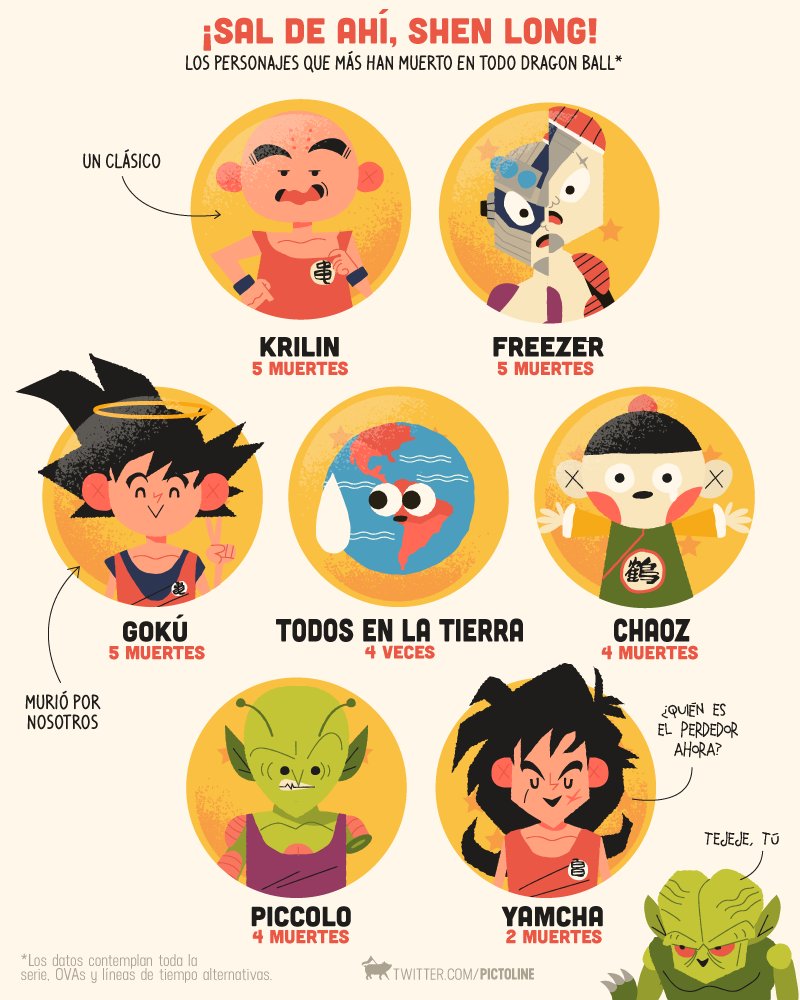 ¡SAL DE AHÍ, SHEN LONG!
LOS PERSONAJES QUE MÁS HAN MUERTO EN TODO DRAGON BALL*
UN CLÁSICO
KRILIN
5 MUERTES
FREEZER
5 MUERTES
GOKÚ
5 MUERTES
TODOS EN LA TIERRA
4 VECES
鶴
CHAOZ
4 MUERTES
MURIÓ POR
NOSOTROS
PICCOLO
4 MUERTES
YAMCHA
2 MUERTES
¿QUIÉN ES
EL PERDEDOR
AHORA?
TEJEJE, TÚ
*Los datos contemplan toda la
serie, OVAs y líneas de tiempo alternativas.
TWITTER.COM/PICTOLINE